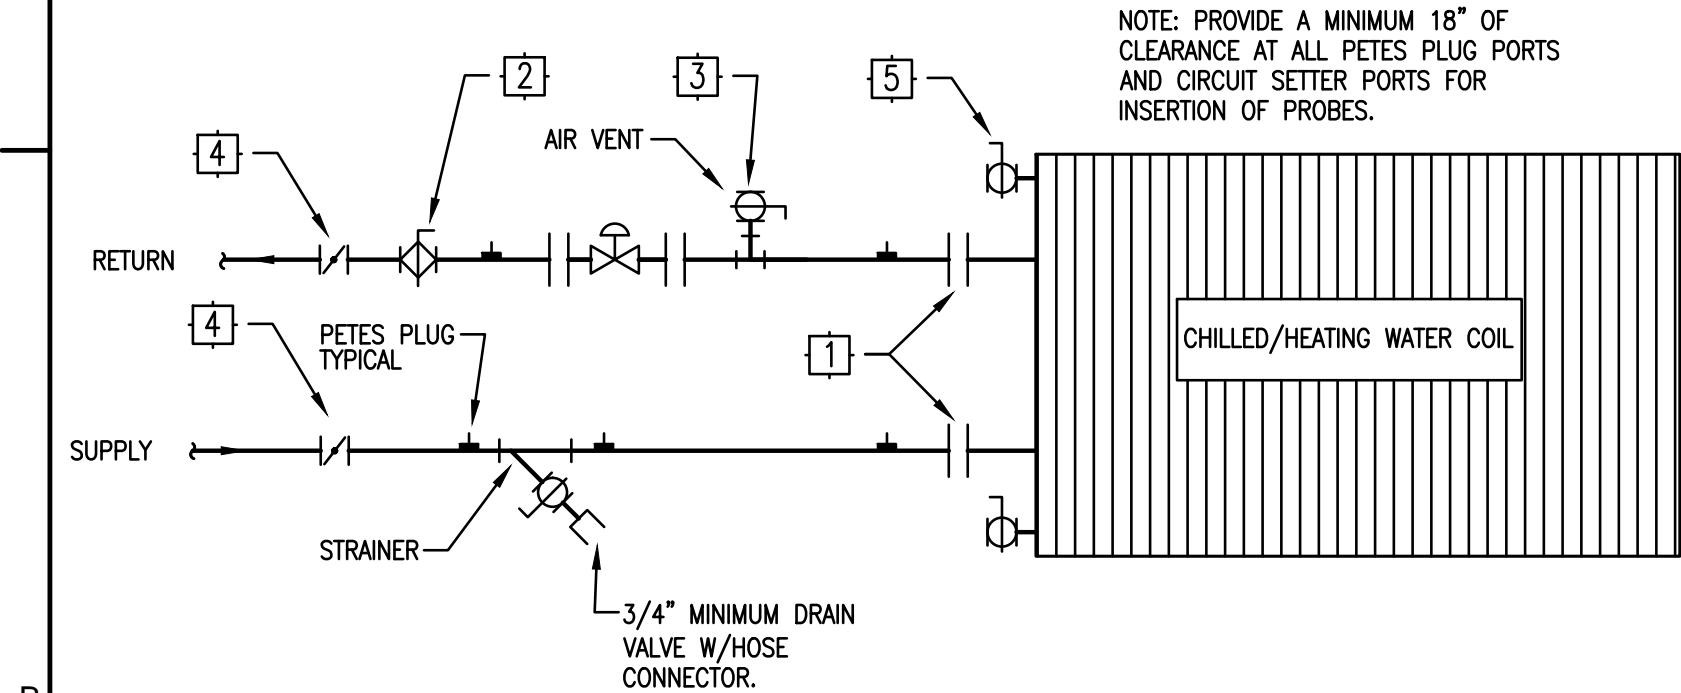 NOTE: PROVIDE A MINIMUM 18" OF
CLEARANCE AT ALL PETES PLUG PORTS
AND CIRCUIT SETTER PORTS FOR
INSERTION OF PROBES.
2
3
5
4
AIR VENT
RETURN
4
PETES PLUG
TYPICAL
1
CHILLED/HEATING WATER COIL
SUPPLY
STRAINER
3/4" MINIMUM DRAIN
VALVE W/HOSE
CONNECTOR.